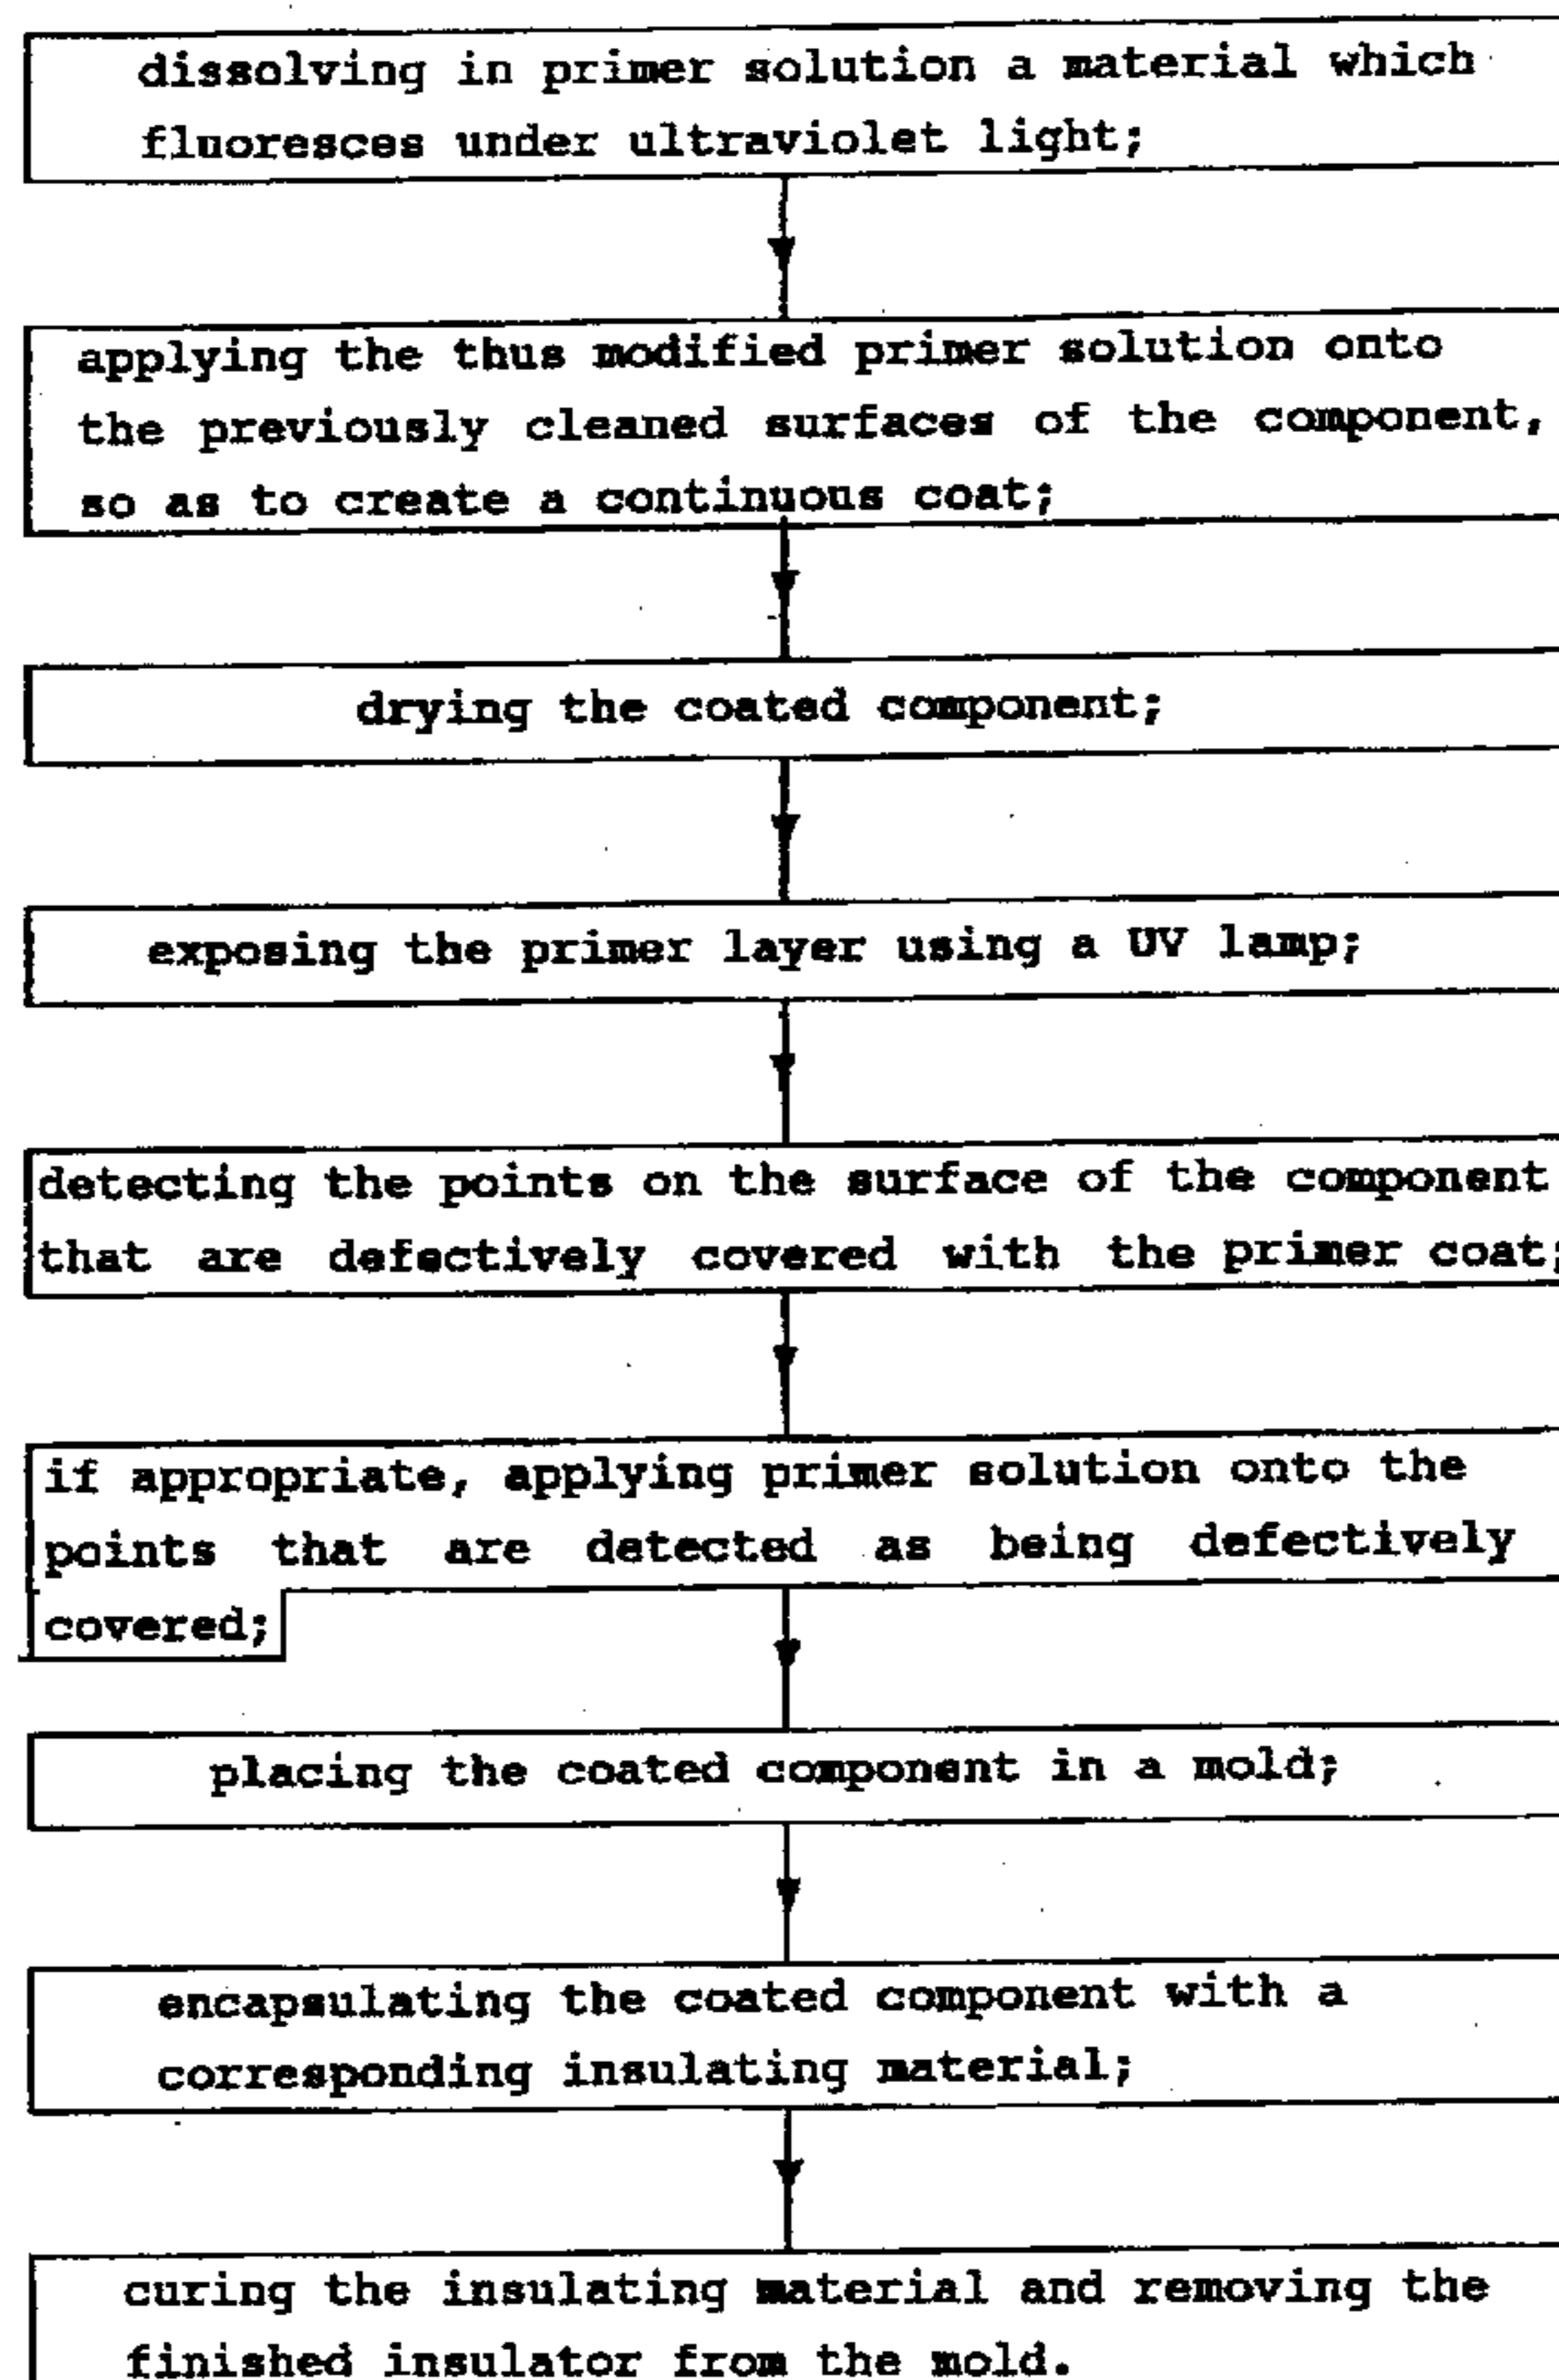 dissolving in primer solution a material which
fluoresces under ultraviolet light;
applying the thus modified primer solution onto
the previously cleaned surfaces of the component,
so as to create a continuous coat;
drying the coated component;
exposing the primer layer using a UV lamp;
detecting the points on the surface of the component
that are defectively covered with the primer coat;
if appropriate, applying primer solution onto the
points that are detected as being defectively
covered;
placing the coated component in a mold;
encapsulating the coated component with a
corresponding insulating material;
curing the insulating material and removing the
finished insulator from the mold.